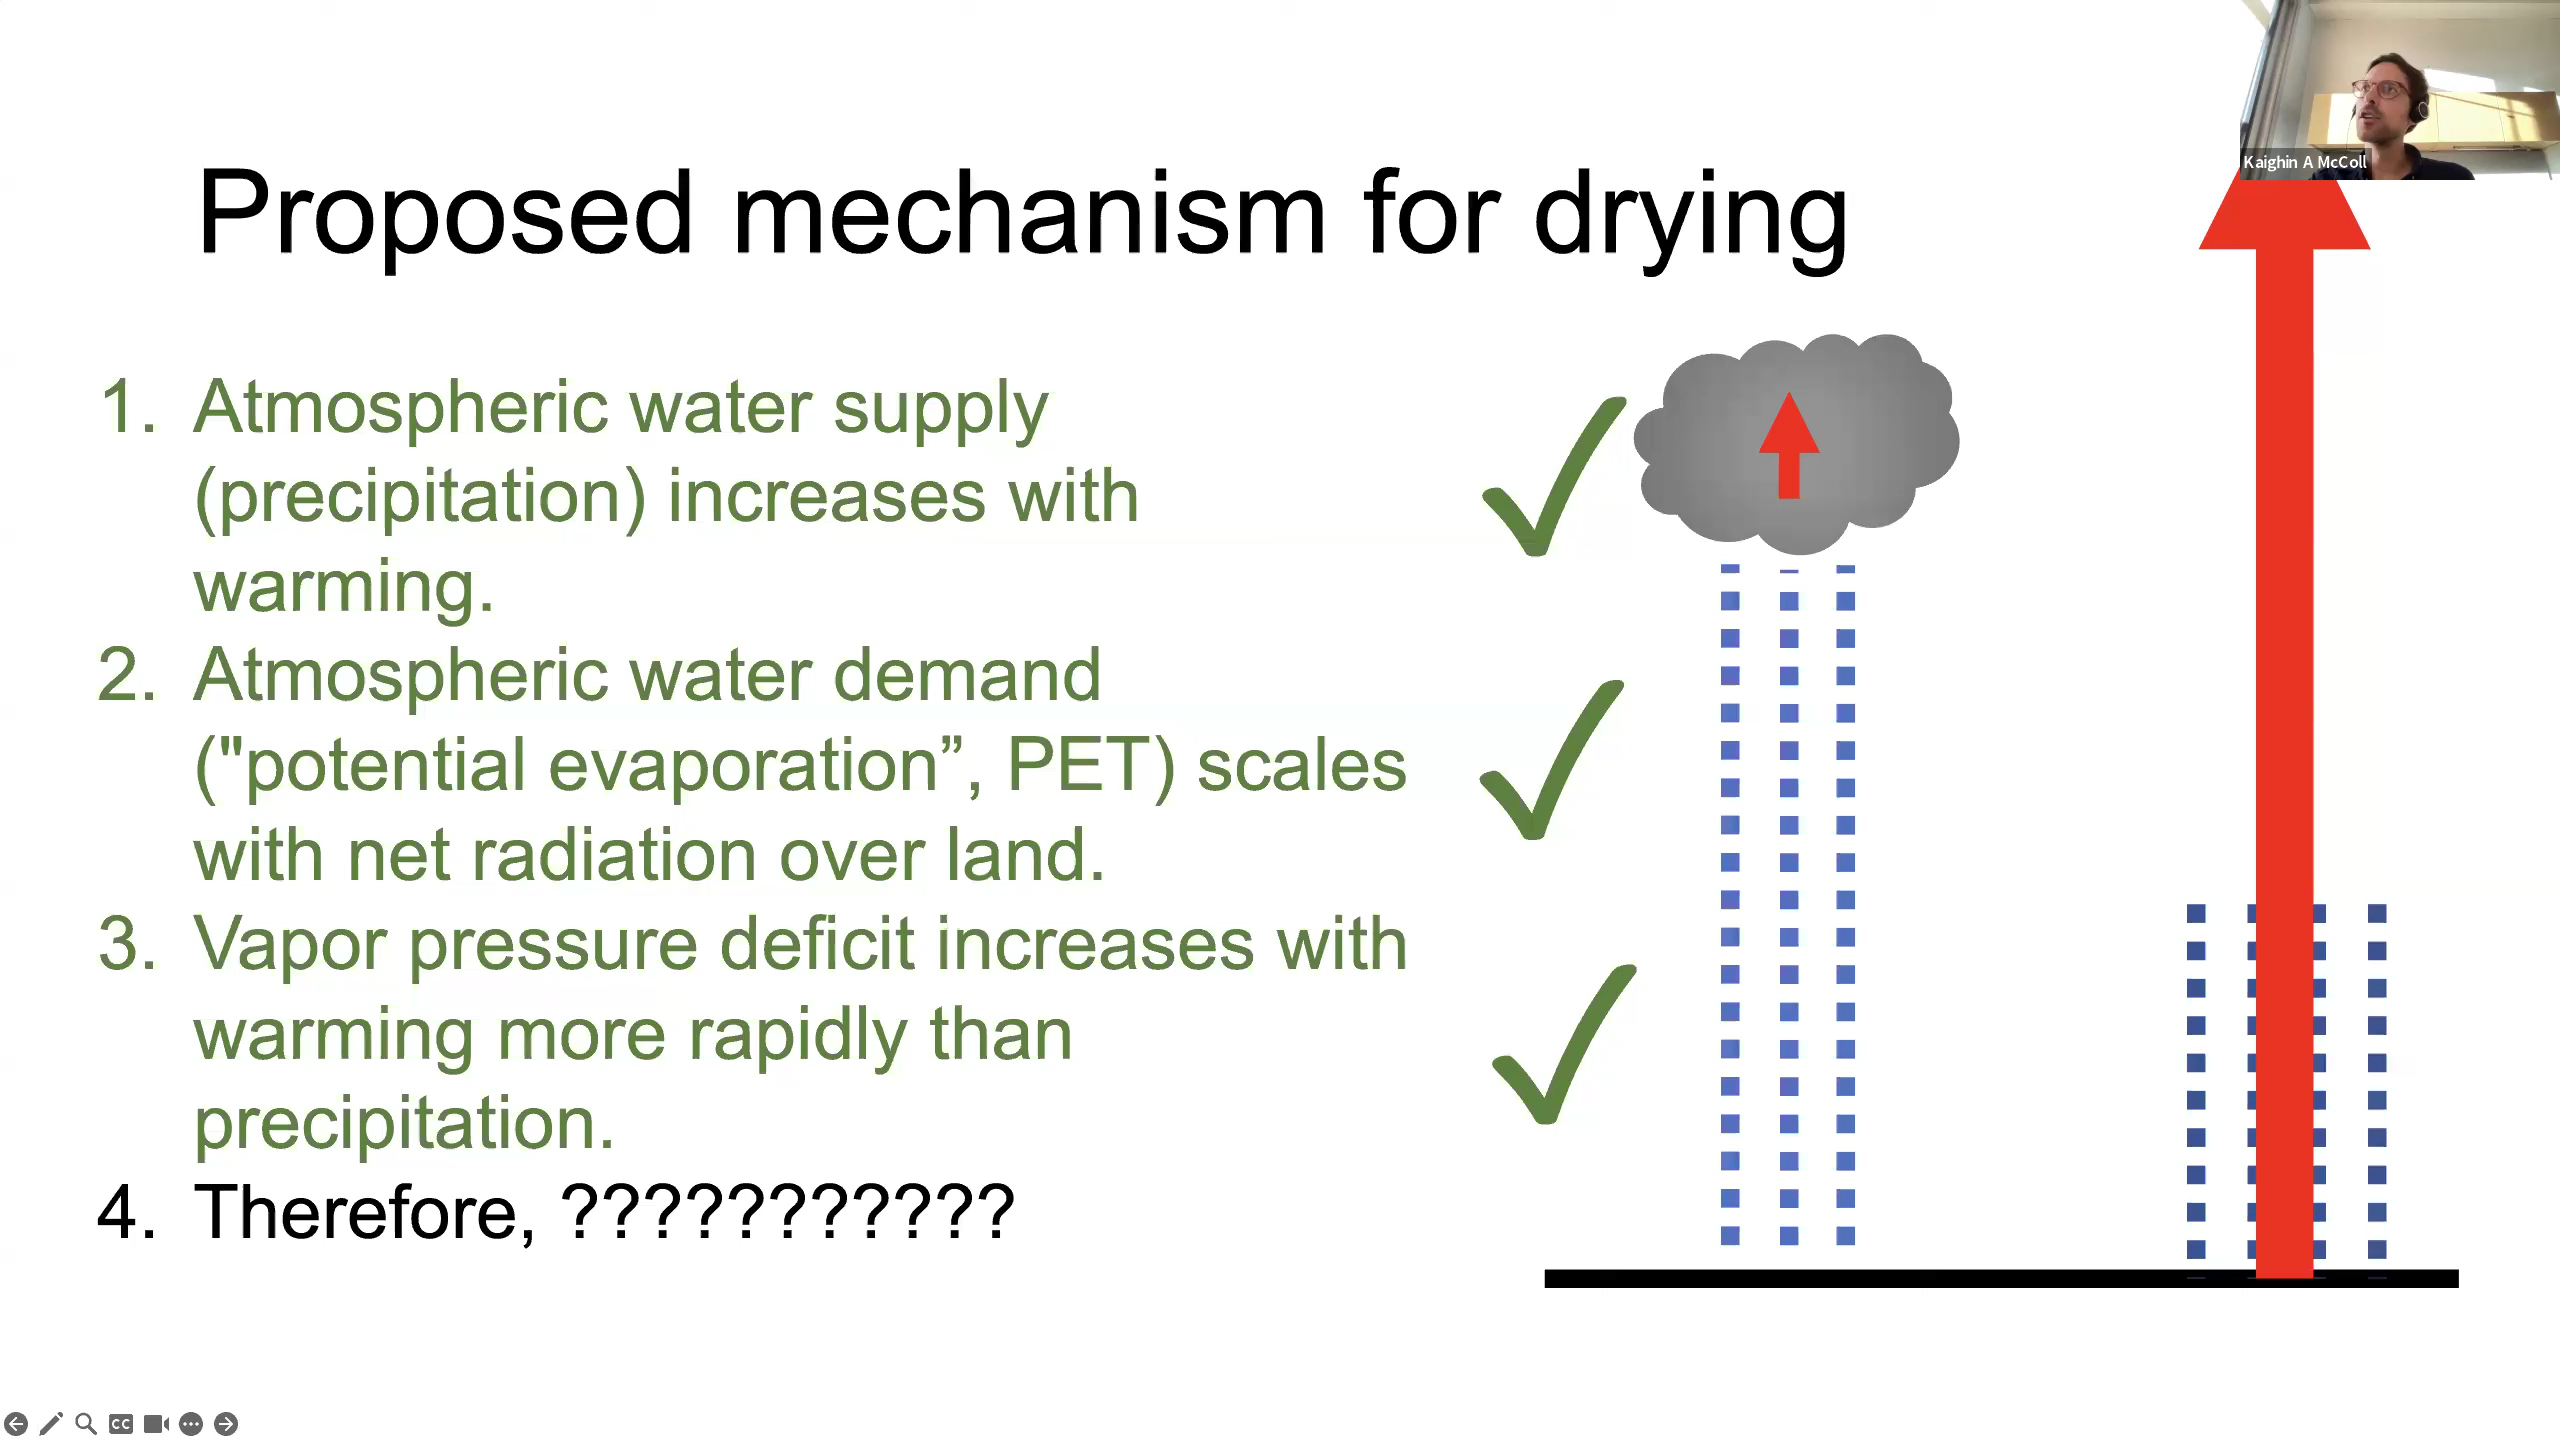 Kaighin A McColl
Proposed mechanism for drying
1. Atmospheric water supply
(precipitation) increases with
warming.
2. Atmospheric water demand
("potential evaporation”, PET) scales
with net radiation over land.
3. Vapor pressure deficit increases with
warming more rapidly than
precipitation.
4. Therefore, ???????????
CC